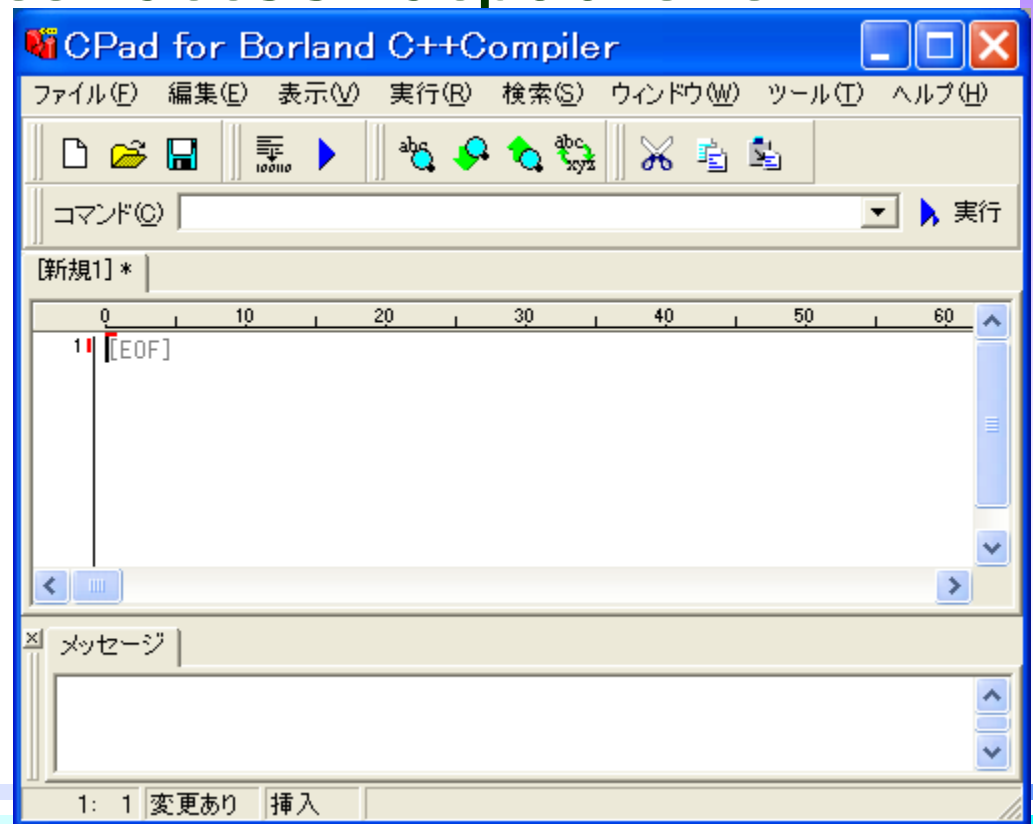 CPad for Borland C++Compiler
ファイル(F) 編集(E) 表示(V) 実行(R) 検索(S) ウィンドウ(W) ツール(T) ヘルプ(H)
コマンド(C) 実行
[新規1] *
0 10 20 30 40 50 60
1 [EOF]
メッセージ
1: 1 変更あり 挿入